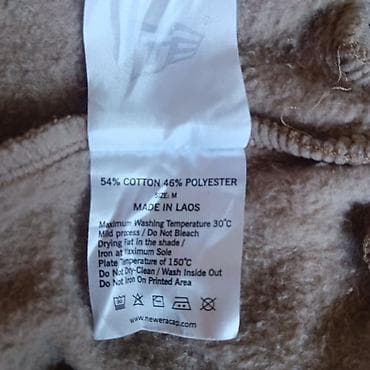 54% COTTON 46% POLYESTER
SIZE: M
MADE IN LAOS
Maximum Washing Temperature 30°C
Mild process / Do Not Bleach
Drying Fat in the shade /
Iron at Maximum Sole
Plate Temperature of 150°C
Do Not Dry-Clean / Wash Inside Out
Do Not Iron On Printed Area
www.neweracap.com